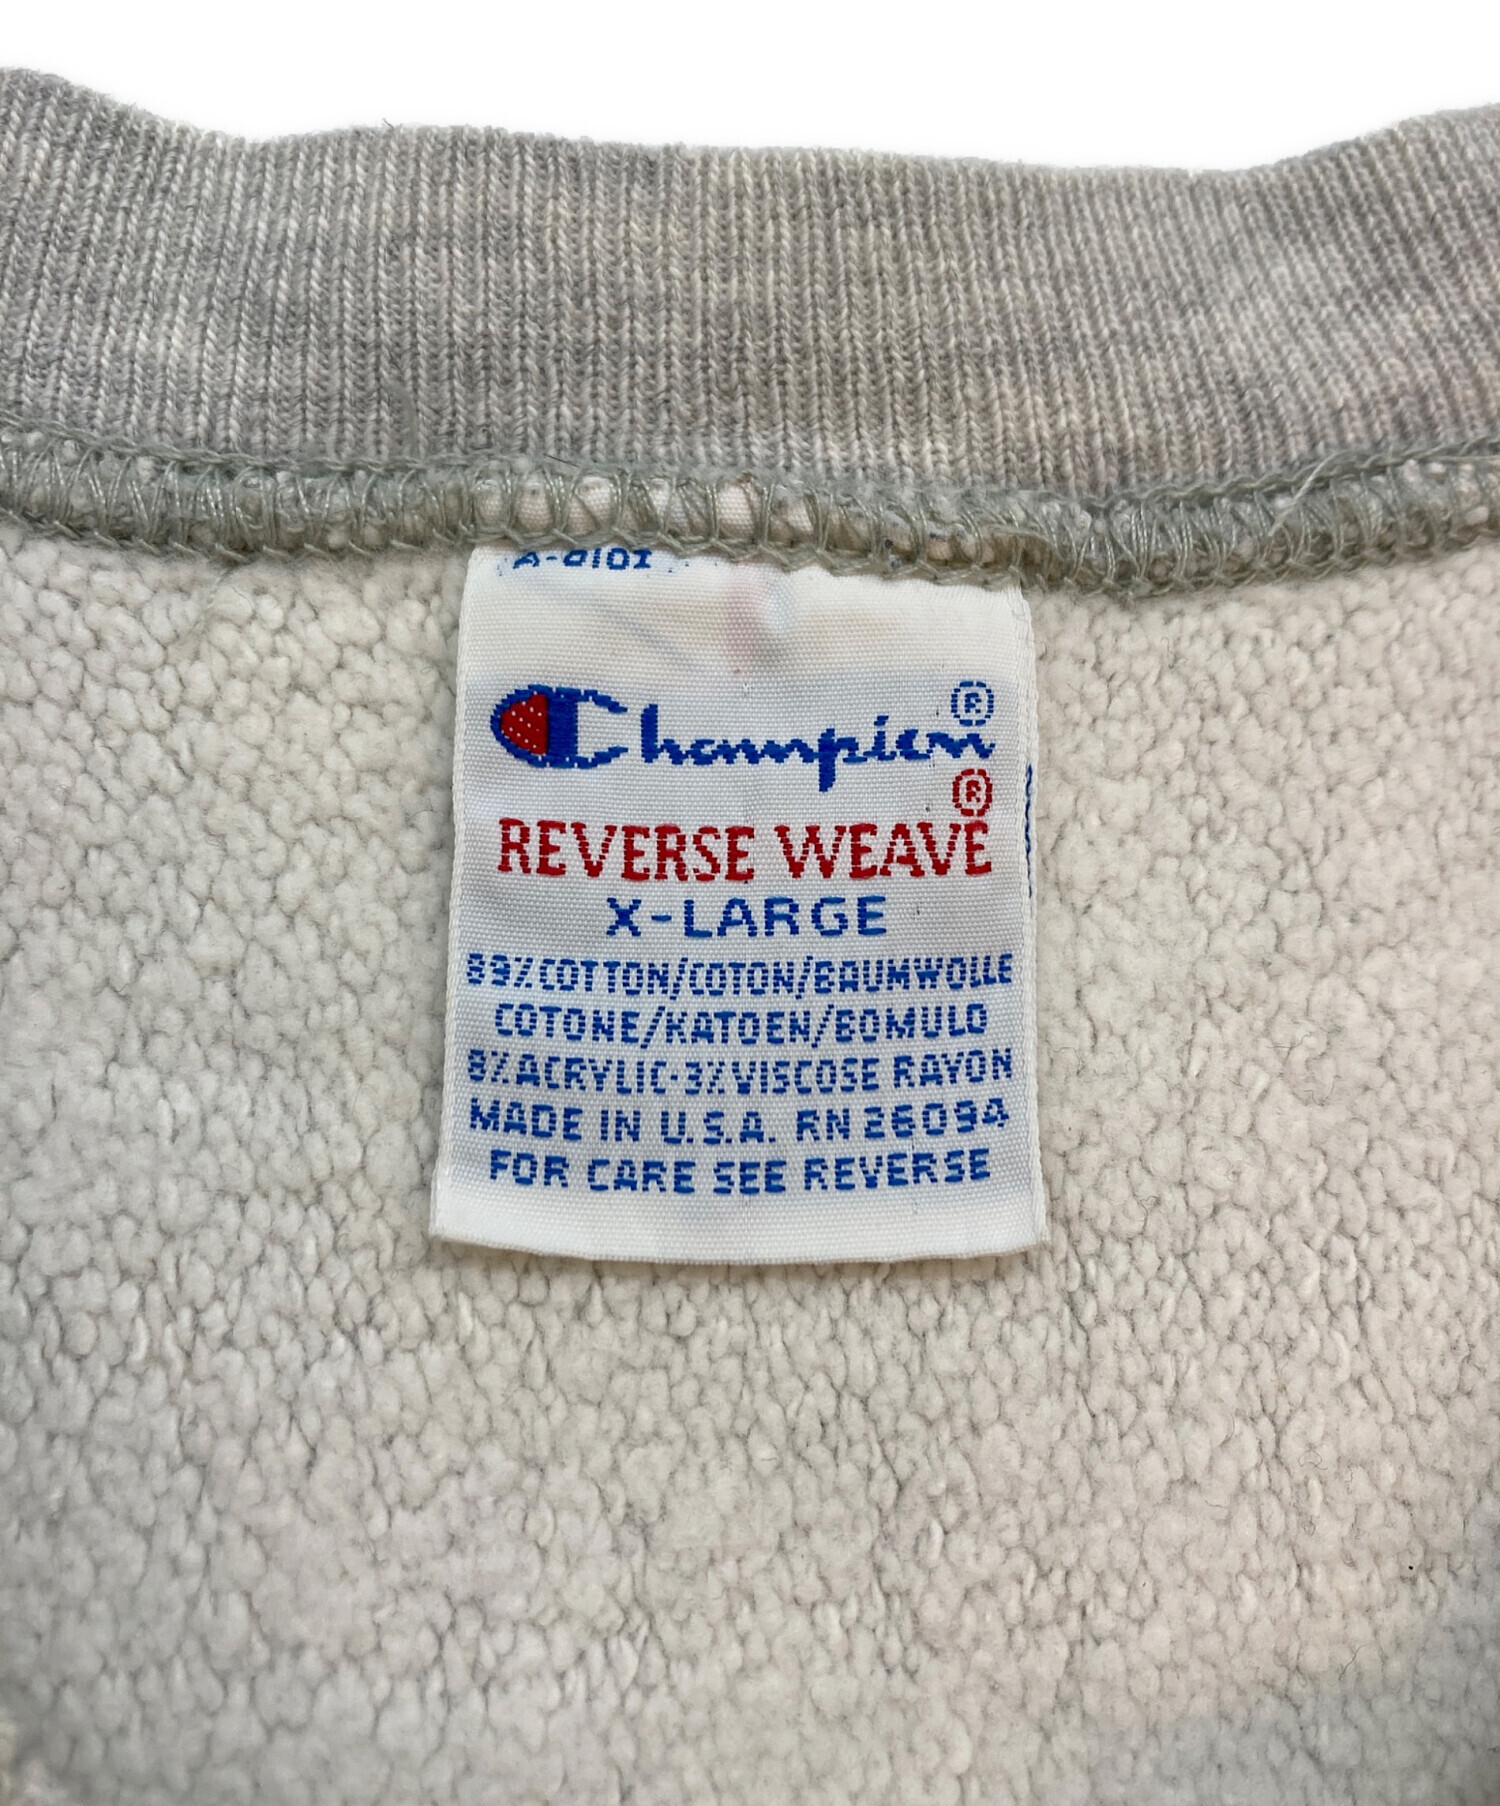 A-0101
Champion®
®
REVERSE WEAVE
X-LARGE
89% COTTON/COTON/BAUMWOLLE
COTONE/KATOEN/BOMULD
8% ACRYLIC·3% VISCOSE RAYON
MADE IN U.S.A. RN 26094
FOR CARE SEE REVERSE